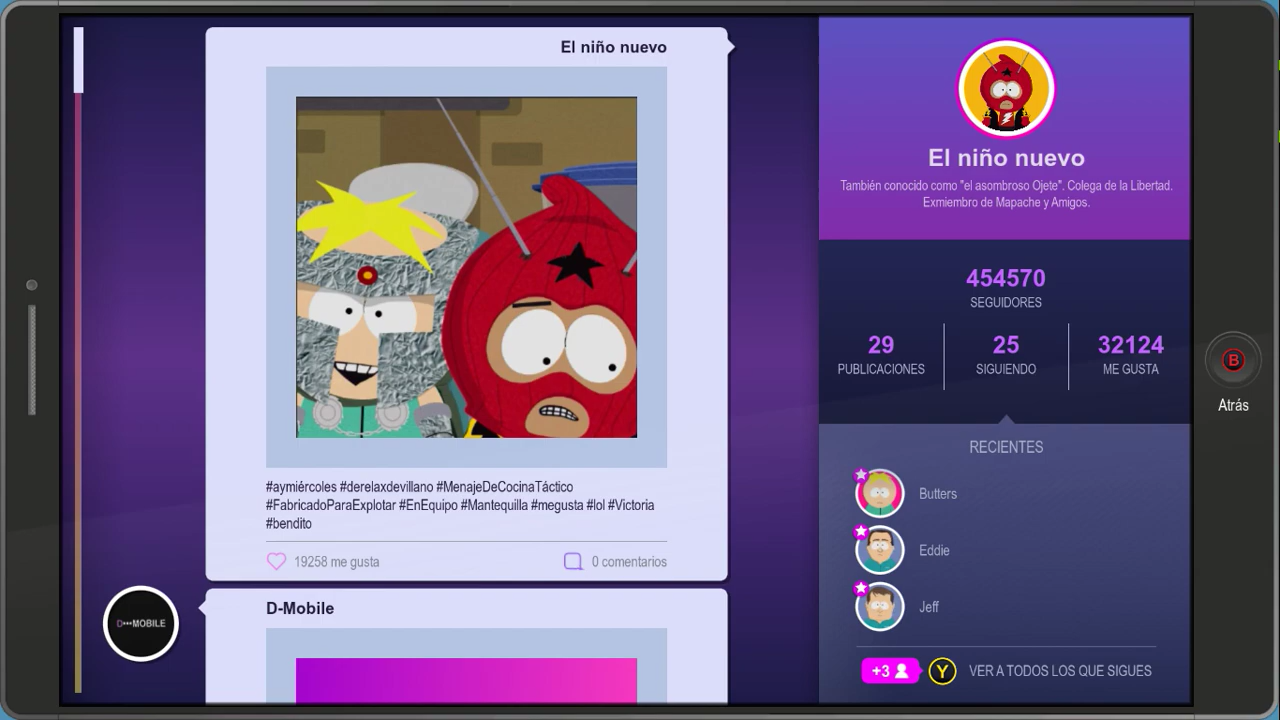 El niño nuevo
#aymiércoles #derelaxdevillano #MenajeDeCocinaTáctico
#FabricadoParaExplotar #EnEquipo #Mantequilla #megusta #lol #Victoria
#bendito
19258 me gusta
0 comentarios
D-Mobile
D•••MOBILE
El niño nuevo
También conocido como "el asombroso Ojete". Colega de la Libertad.
Exmiembro de Mapache y Amigos.
454570
SEGUIDORES
29
PUBLICACIONES
25
SIGUIENDO
32124
ME GUSTA
RECIENTES
Butters
Eddie
Jeff
+3
Y
VER A TODOS LOS QUE SIGUES
B
Atrás